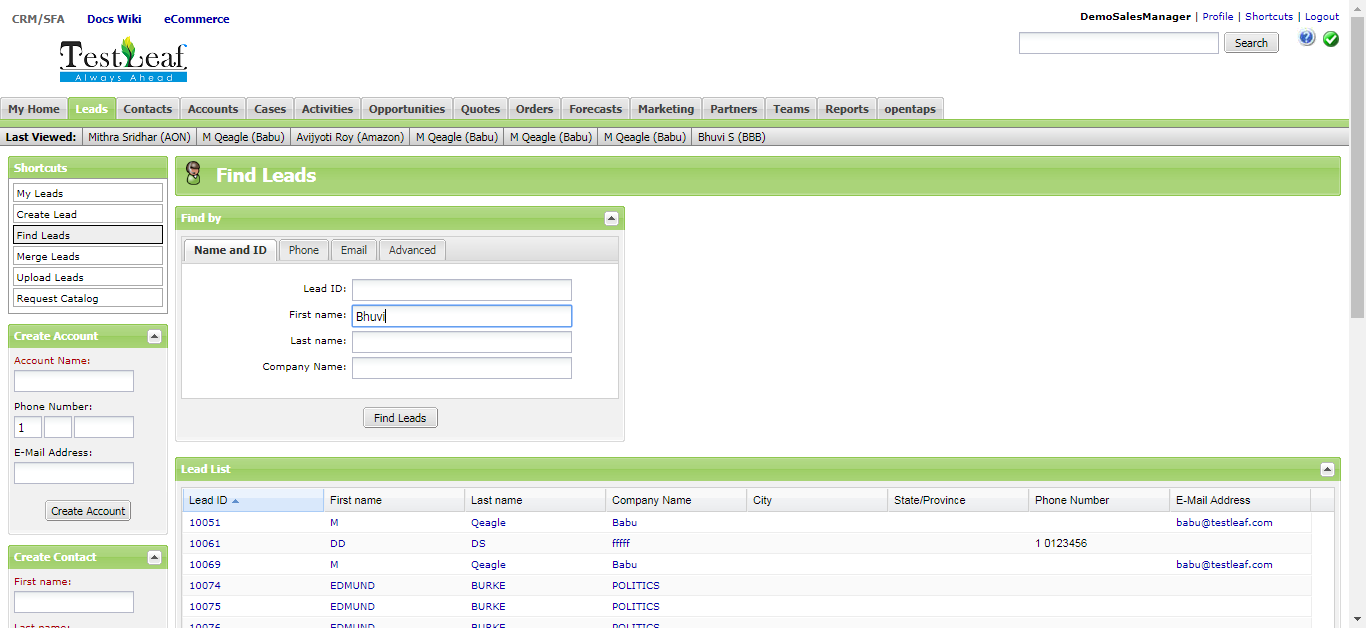 CRM/SFA Docs Wiki eCommerce
DemoSalesManager | Profile | Shortcuts | Logout
Search
TestLeaf
Always Ahead
My Home Leads Contacts Accounts Cases Activities Opportunities Quotes Orders Forecasts Marketing Partners Teams Reports opentaps
Last Viewed: Mithra Sridhar (AON) M Qeagle (Babu) Avijyoti Roy (Amazon) M Qeagle (Babu) M Qeagle (Babu) M Qeagle (Babu) Bhuvi S (BBB)
Shortcuts
My Leads
Create Lead
Find Leads
Merge Leads
Upload Leads
Request Catalog
Create Account
Account Name:
Phone Number:
1
E-Mail Address:
Create Account
Create Contact
First name:
Last name:
Find Leads
Find by
Name and ID Phone Email Advanced
Lead ID:
First name: Bhuvi
Last name:
Company Name:
Find Leads
Lead List
Lead ID First name Last name Company Name City State/Province Phone Number E-Mail Address
10051 M Qeagle Babu babu@testleaf.com
10061 DD DS fffff 1 0123456
10069 M Qeagle Babu babu@testleaf.com
10074 EDMUND BURKE POLITICS
10075 EDMUND BURKE POLITICS
10076 EDMUND BURKE POLITICS